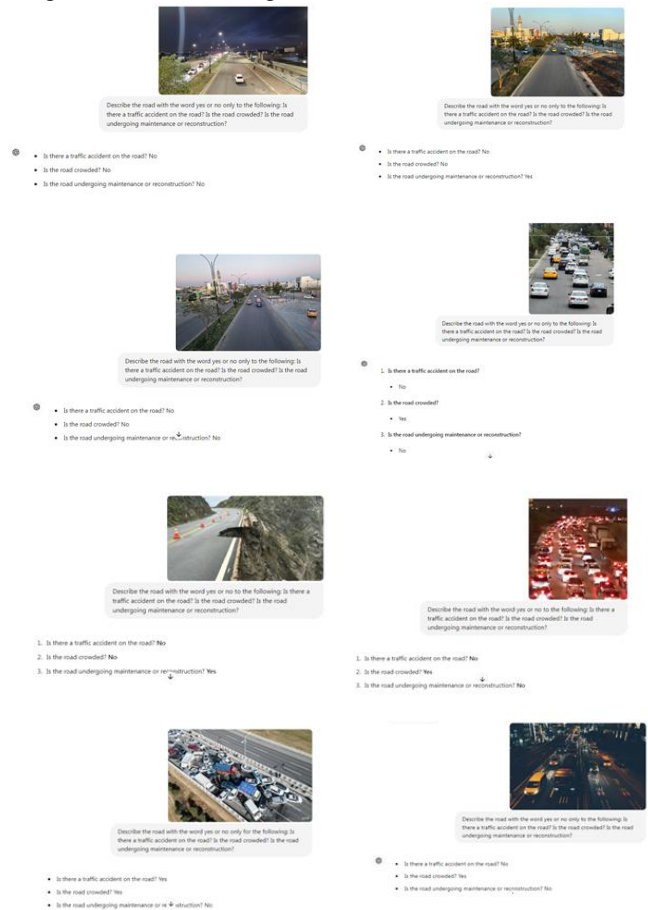 Describe the road with the word yes or no only to the following: Is
there a traffic accident on the road? Is the road crowded? Is the road
undergoing maintenance or reconstruction?
• Is there a traffic accident on the road? No
• Is the road crowded? No
• Is the road undergoing maintenance or reconstruction? No
Describe the road with the word yes or no only to the following: Is
there a traffic accident on the road? Is the road crowded? Is the road
undergoing maintenance or reconstruction?
• Is there a traffic accident on the road? No
• Is the road crowded? No
• Is the road undergoing maintenance or reconstruction? Yes
Describe the road with the word yes or no only to the following: Is
there a traffic accident on the road? Is the road crowded? Is the road
undergoing maintenance or reconstruction?
• Is there a traffic accident on the road? No
• Is the road crowded? No
• Is the road undergoing maintenance or reconstruction? No
Describe the road with the word yes or no only to the following: Is
there a traffic accident on the road? Is the road crowded? Is the road
undergoing maintenance or reconstruction?
1. Is there a traffic accident on the road?
• No
2. Is the road crowded?
• Yes
3. Is the road undergoing maintenance or reconstruction?
• No
Describe the road with the word yes or no to the following: Is there a
traffic accident on the road? Is the road crowded? Is the road
undergoing maintenance or reconstruction?
1. Is there a traffic accident on the road? No
2. Is the road crowded? No
3. Is the road undergoing maintenance or reconstruction? Yes
Describe the road with the word yes or no to the following: Is there a
traffic accident on the road? Is the road crowded? Is the road
undergoing maintenance or reconstruction?
1. Is there a traffic accident on the road? No
2. Is the road crowded? Yes
3. Is the road undergoing maintenance or reconstruction? No
Describe the road with the word yes or no only for the following: Is
there a traffic accident on the road? Is the road crowded? Is the road
undergoing maintenance or reconstruction?
• Is there a traffic accident on the road? Yes
• Is the road crowded? Yes
• Is the road undergoing maintenance or struction? No
Describe the road with the word yes or no only to the following: Is
there a traffic accident on the road? Is the road crowded? Is the road
undergoing maintenance or reconstruction?
• Is there a traffic accident on the road? No
• Is the road crowded? Yes
• Is the road undergoing maintenance or reconstruction? No